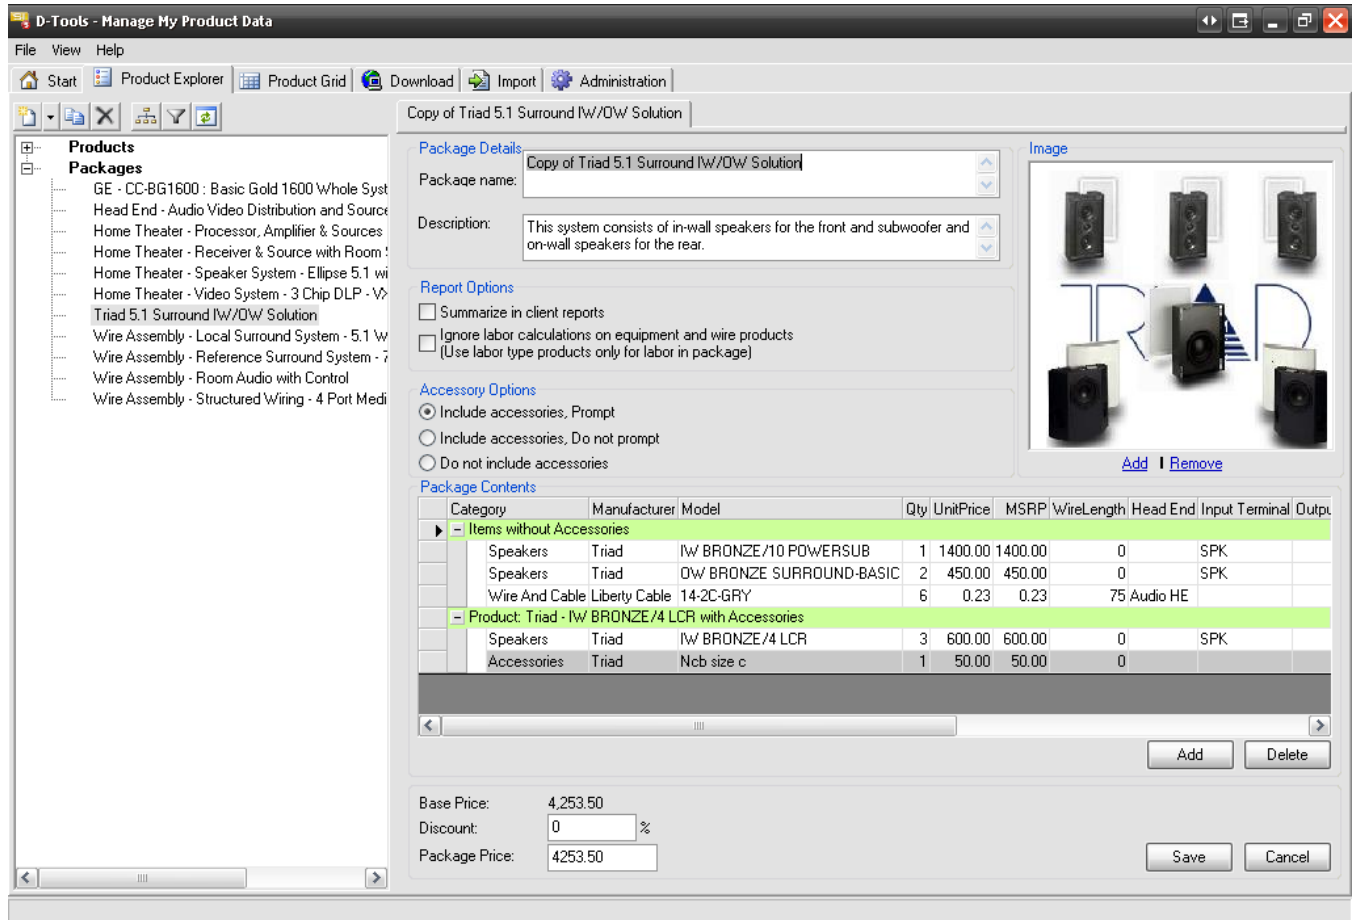 D-Tools - Manage My Product Data
File View Help
Start Product Explorer Product Grid Download Import Administration
Copy of Triad 5.1 Surround IW/OW Solution
Products
Packages
GE - CC-BG1600 : Basic Gold 1600 Whole Syst
Head End - Audio Video Distribution and Source
Home Theater - Processor, Amplifier & Sources
Home Theater - Receiver & Source with Room
Home Theater - Speaker System - Ellipse 5.1 wi
Home Theater - Video System - 3 Chip DLP - VX
Triad 5.1 Surround IW/OW Solution
Wire Assembly - Local Surround System - 5.1 W
Wire Assembly - Reference Surround System - 7
Wire Assembly - Room Audio with Control
Wire Assembly - Structured Wiring - 4 Port Medi
Package Details
Package name: Copy of Triad 5.1 Surround IW/OW Solution
Description: This system consists of in-wall speakers for the front and subwoofer and
on-wall speakers for the rear.
Image
TRIAD
Add | Remove
Report Options
Summarize in client reports
Ignore labor calculations on equipment and wire products
(Use labor type products only for labor in package)
Accessory Options
Include accessories, Prompt
Include accessories, Do not prompt
Do not include accessories
Package Contents
Category Manufacturer Model Qty UnitPrice MSRP WireLength Head End Input Terminal Outpu
Items without Accessories
Speakers Triad IW BRONZE/10 POWERSUB 1 1400.00 1400.00 0 SPK
Speakers Triad OW BRONZE SURROUND-BASIC 2 450.00 450.00 0 SPK
Wire And Cable Liberty Cable 14-2C-GRY 6 0.23 0.23 75 Audio HE
Product: Triad - IW BRONZE/4 LCR with Accessories
Speakers Triad IW BRONZE/4 LCR 3 600.00 600.00 0 SPK
Accessories Triad Ncb size c 1 50.00 50.00 0
Add Delete
Base Price: 4,253.50
Discount: 0 %
Package Price: 4253.50
Save Cancel